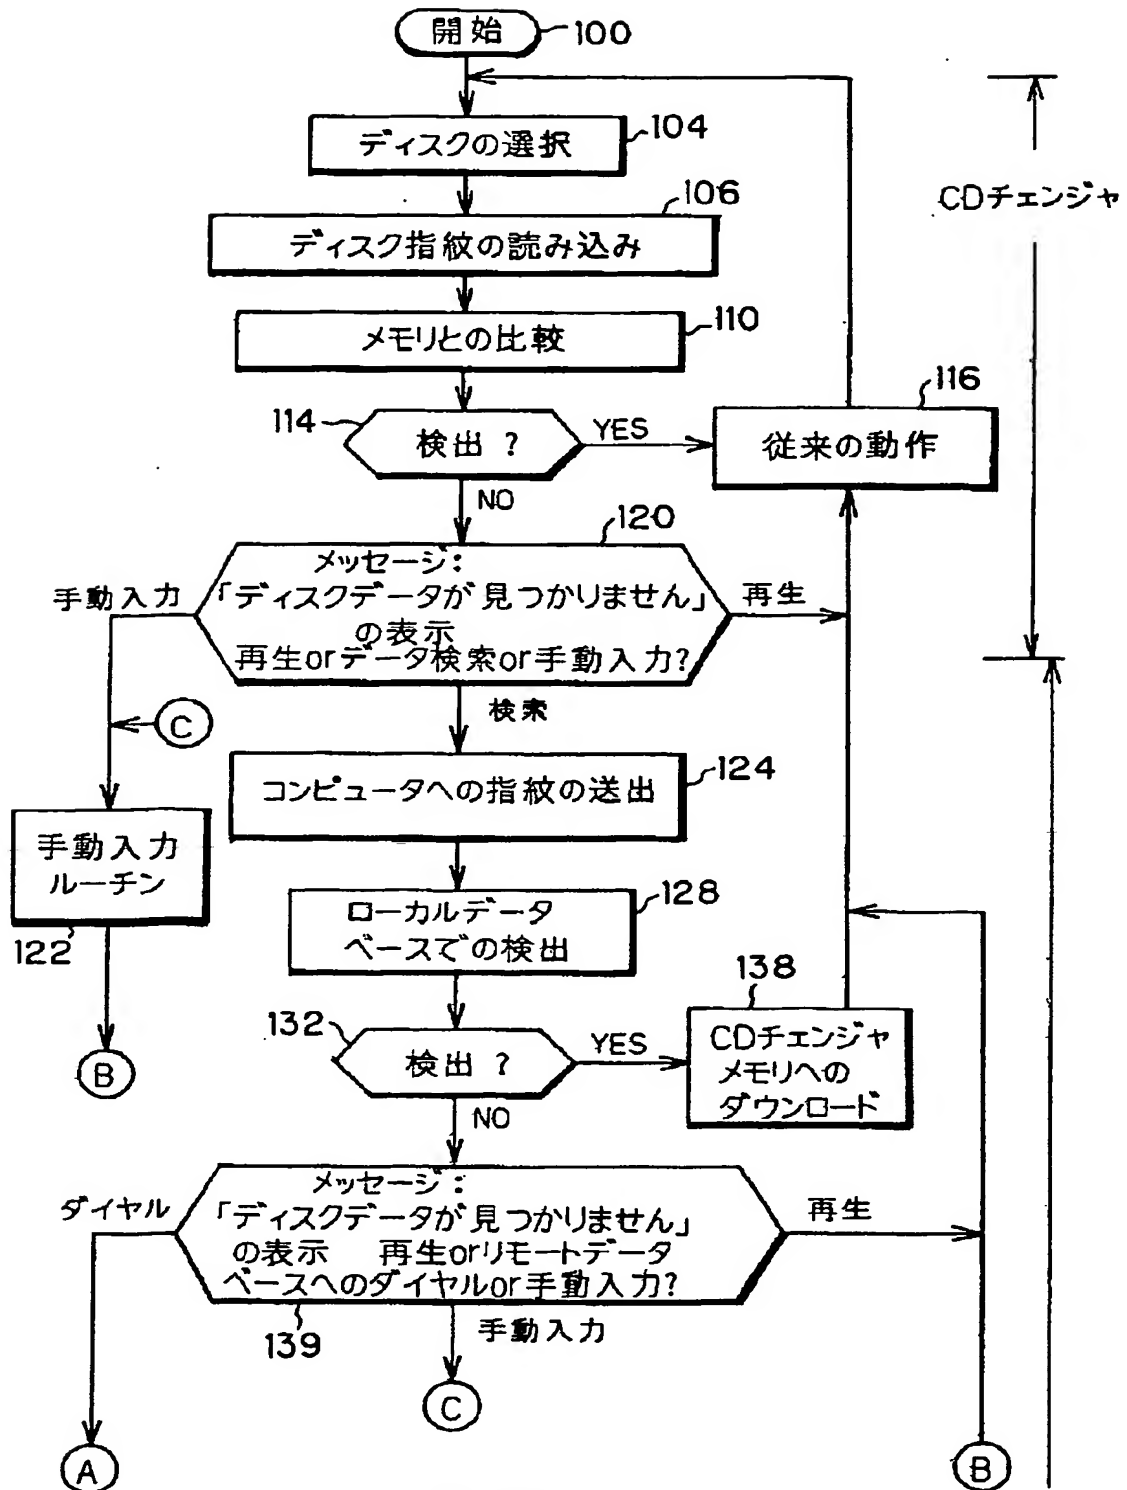 開始
100
ディスクの選択
104
106
CDチェンジャ
ディスク指紋の読み込み
メモリとの比較
110
116
114
検出 ?
YES
従来の動作
NO
120
メッセージ:
「ディスクデータが見つかりません」
の表示
再生orデータ検索or手動入力?
手動入力
再生
検索
C
コンピュータへの指紋の送出
124
手動入力
ルーチン
122
ローカルデータ
ベースでの検出
128
138
132
検出 ?
YES
CDチェンジャ
メモリへの
ダウンロード
B
NO
ダイヤル
メッセージ:
「ディスクデータが見つかりません」
の表示 再生orリモートデータ
ベースへのダイヤルor手動入力?
再生
139
手動入力
C
A
B